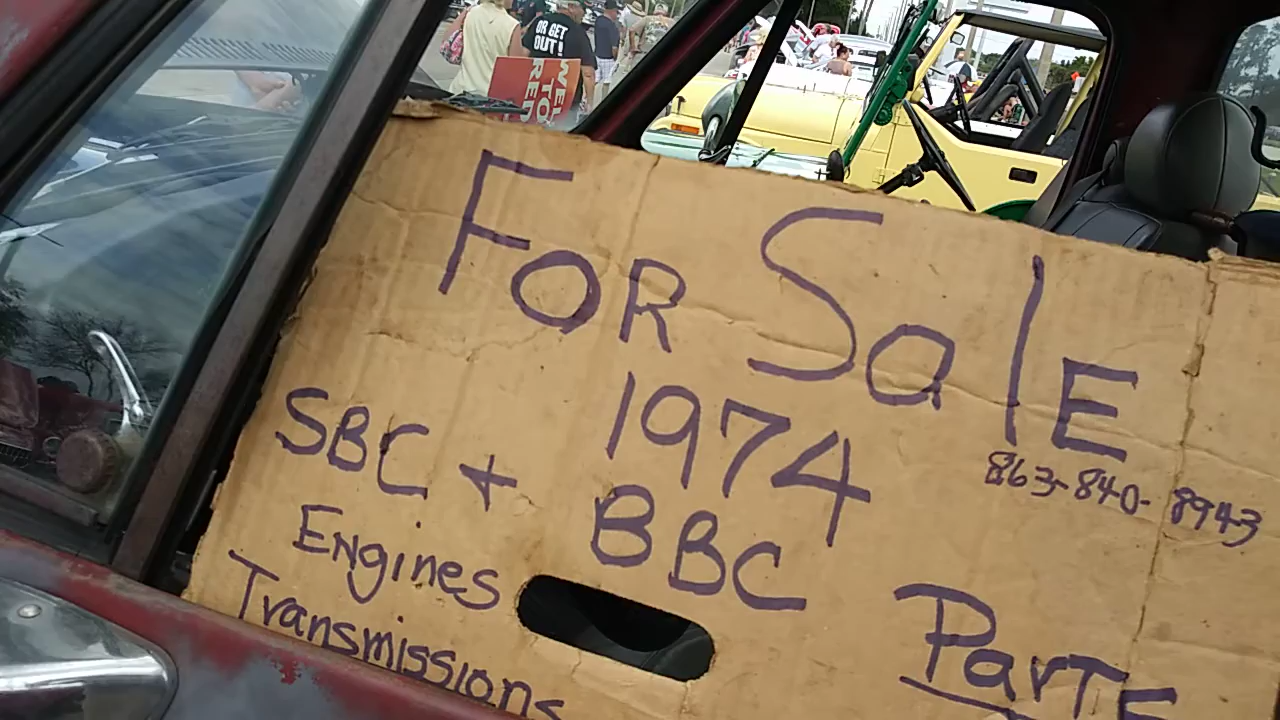 OR GET
OUT!
FOR SalE
1974
863-840-8943
SBC + BBC
ENgines
Transmissions
Parts